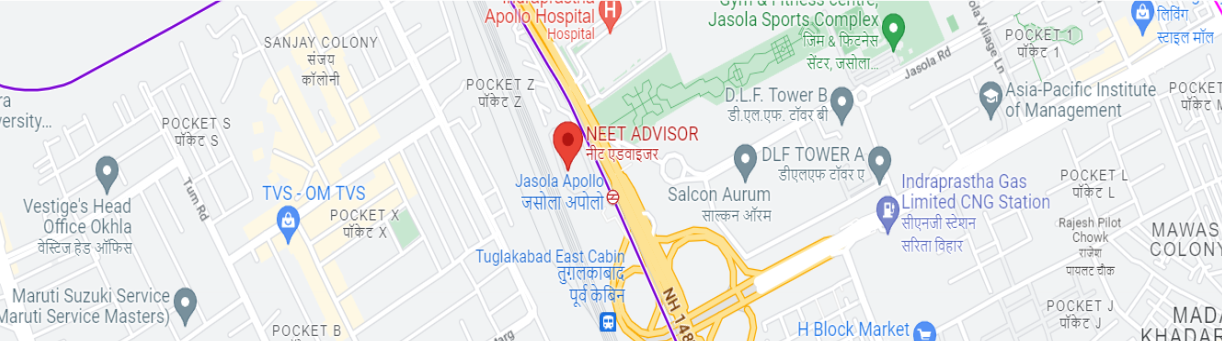 Indraprastha
Apollo Hospital
Hospital
Gym & Fitness Centre,
Jasola Sports Complex
जिम & फिटनेस
सेंटर, जसोला...
लिविंग
स्टाइल मॉल
Jasola Village Ln
POCKET 1
पॉकेट 1
Jasola Rd
SANJAY COLONY
संजय
कॉलोनी
POCKET Z
पॉकेट Z
D.L.F. Tower B
डी.एल.एफ. टॉवर बी
Asia-Pacific Institute
of Management
POCKET
पॉकेट
versity...
POCKET S
पॉकेट S
NEET ADVISOR
नीट एडवाइजर
DLF TOWER A
डीएलएफ टॉवर ए
Jasola Apollo
जसोला अपोलो
Salcon Aurum
साल्कन ऑरम
Indraprastha Gas
Limited CNG Station
सीएनजी स्टेशन
सरिता विहार
POCKET L
पॉकेट L
Tum Rd
TVS - OM TVS
Vestige's Head
Office Okhla
वेस्टिज हेड ऑफिस
POCKET X
पॉकेट X
Rajesh Pilot
Chowk
राजेश
पायलट चौक
MAWAS
COLONY
Tuglakabad East Cabin
तुग़लकाबाद
पूर्व केबिन
Maruti Suzuki Service
Maruti Service Masters)
NH 148
POCKET B
POCKET J
पॉकेट J
H Block Market
MADA
KHADAR